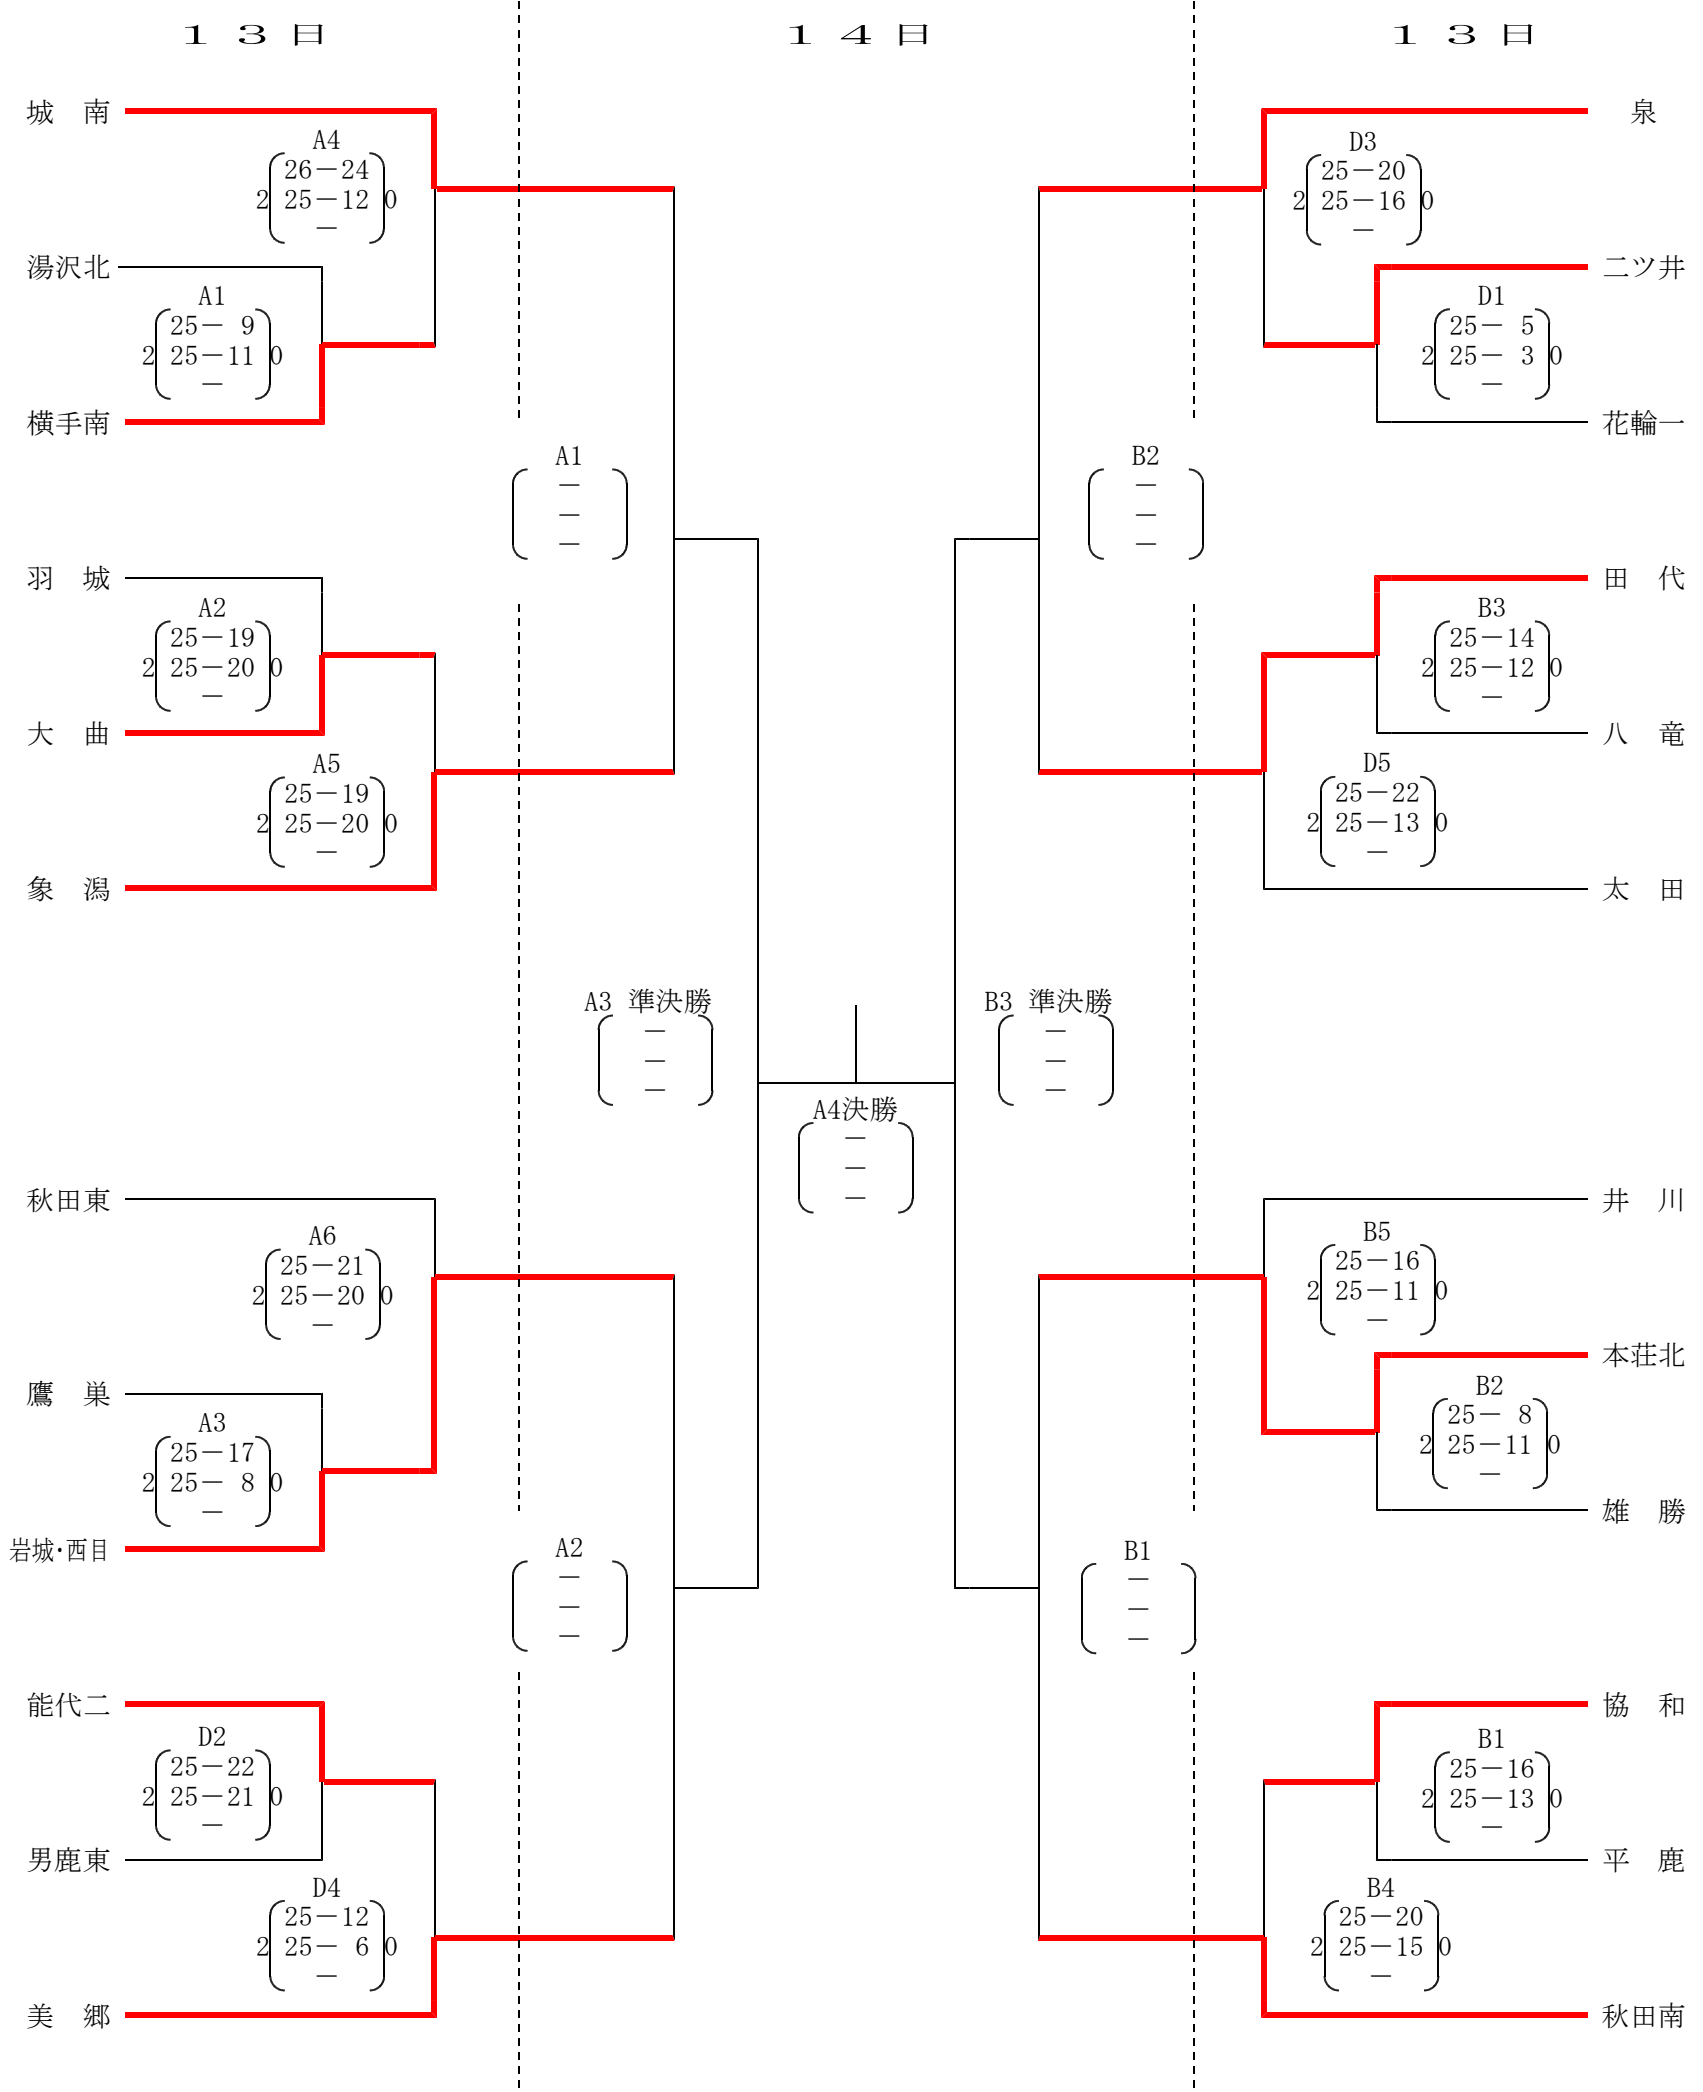 １３日
１４日
１３日
城　南
A4
26－24
2 25－12 0
－
湯沢北
A1
25－ 9
2 25－11 0
－
横手南
羽　城
A2
25－19
2 25－20 0
－
大　曲
A5
25－19
2 25－20 0
－
象　潟
秋田東
A6
25－21
2 25－20 0
－
鷹　巣
A3
25－17
2 25－ 8 0
－
岩城・西目
能代二
D2
25－22
2 25－21 0
－
男鹿東
D4
25－12
2 25－ 6 0
－
美　郷
A1
－
－
－
A3 準決勝
－
－
－
A2
－
－
－
A4決勝
－
－
－
B2
－
－
－
B3 準決勝
－
－
－
B1
－
－
－
泉
D3
25－20
2 25－16 0
－
二ツ井
D1
25－ 5
2 25－ 3 0
－
花輪一
田　代
B3
25－14
2 25－12 0
－
八　竜
D5
25－22
2 25－13 0
－
太　田
井　川
B5
25－16
2 25－11 0
－
本荘北
B2
25－ 8
2 25－11 0
－
雄　勝
協　和
B1
25－16
2 25－13 0
－
平　鹿
B4
25－20
2 25－15 0
－
秋田南